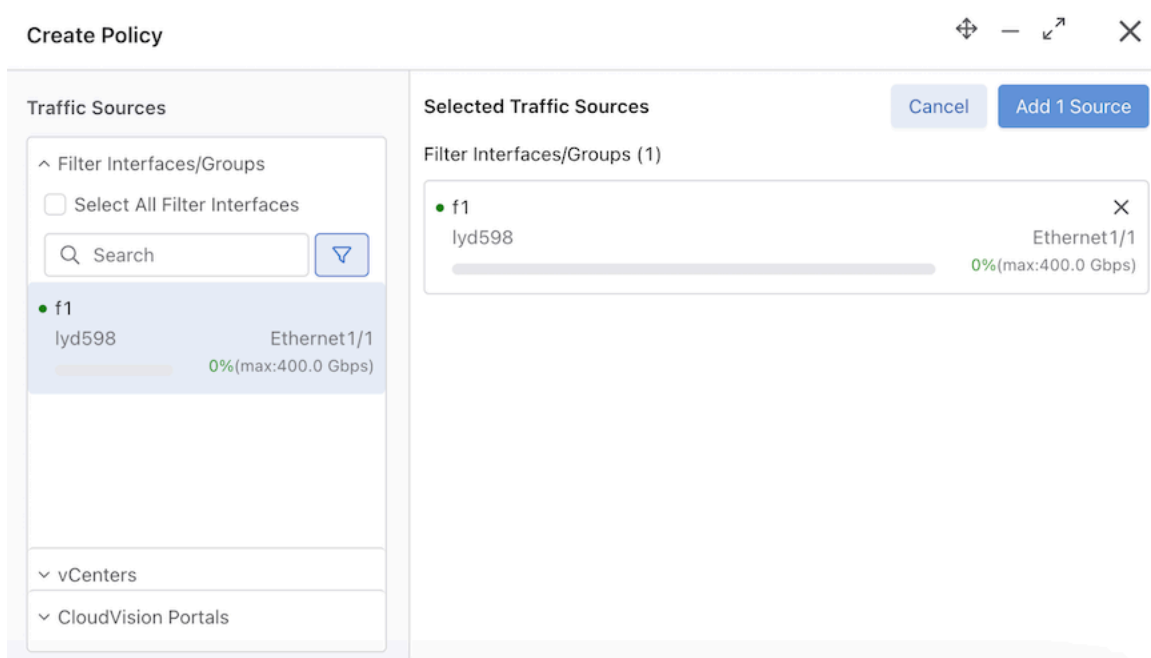 Create Policy
Traffic Sources
Filter Interfaces/Groups
Select All Filter Interfaces
Search
f1
lyd598 Ethernet1/1
0%(max:400.0 Gbps)
vCenters
CloudVision Portals
Selected Traffic Sources Cancel Add 1 Source
Filter Interfaces/Groups (1)
f1
lyd598 Ethernet1/1
0%(max:400.0 Gbps)